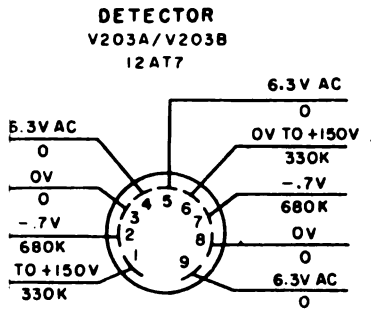 DETECTOR
V203A/V203B
12AT7
6.3V AC
0
6.3V AC
0
0V TO +150V
330K
0V
0
-.7V
680K
-.7V
680K
0V
0
TO +150V
330K
6.3V AC
0
1
2
3
4
5
6
7
8
9